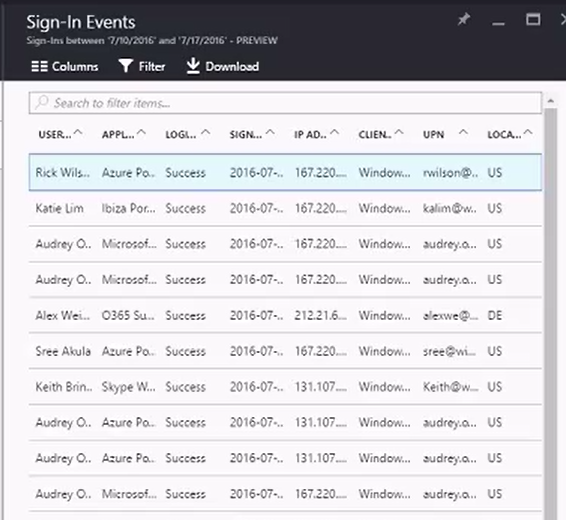 Sign-In Events
Sign-Ins between '7/10/2016' and '7/17/2016' - PREVIEW
Columns Filter Download
Search to filter items...
USER... APPL... LOGI... SIGN... IP AD... CLIEN... UPN LOCA...
Rick Wils... Azure Po... Success 2016-07-.. 167.220.... Window... rwilson@.. US
Katie Lim Ibiza Por... Success 2016-07-.. 167.220.... Window... kalim@w... US
Audrey O.. Microsof... Success 2016-07-.. 167.220.... Window... audrey.o... US
Audrey O.. Microsof... Success 2016-07-.. 167.220.... Window... audrey.o... US
Alex Wei... O365 Su... Success 2016-07-.. 212.21.6... Window... alexwe@... DE
Sree Akula Azure Po... Success 2016-07-.. 167.220.... Window... sree@wi... US
Keith Brin.. Skype W... Success 2016-07-.. 131.107.... Window... Keith@w... US
Audrey O.. Azure Po... Success 2016-07-.. 131.107.... Window... audrey.o... US
Audrey O.. Azure Po... Success 2016-07-.. 131.107.... Window... audrey.o... US
Audrey O.. Microsof... Success 2016-07-.. 167.220.... Window... audrey.o... US